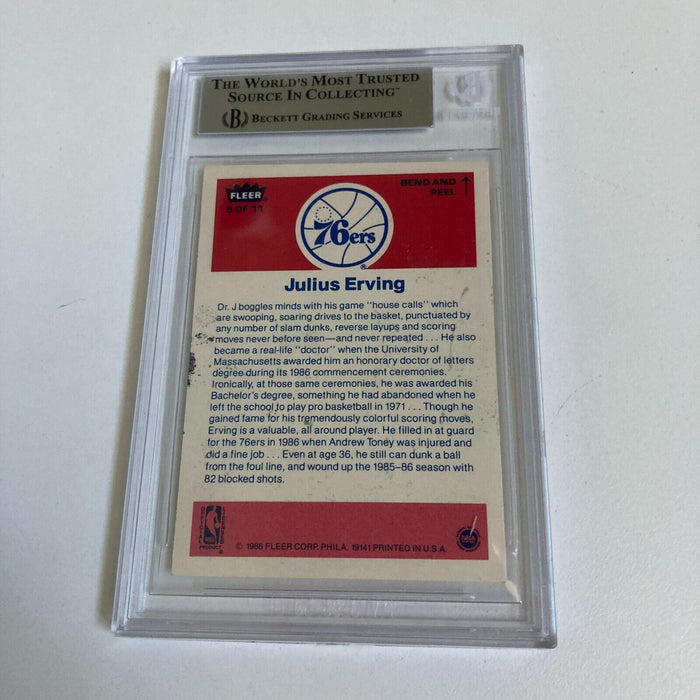 THE WORLD'S MOST TRUSTED
SOURCE IN COLLECTING™
B BECKETT GRADING SERVICES
FLEER
5 OF 11
BEND AND
PEEL
76ers
®
Julius Erving
Dr. J boggles minds with his game "house calls" which
are swooping, soaring drives to the basket, punctuated by
any number of slam dunks, reverse layups and scoring
moves never before seen—and never repeated . . . He also
became a real-life "doctor" when the University of
Massachusetts awarded him an honorary doctor of letters
degree during its 1986 commencement ceremonies.
Ironically, at those same ceremonies, he was awarded his
Bachelor's degree, something he had abandoned when he
left the school to play pro basketball in 1971 . . . Though he
gained fame for his tremendously colorful scoring moves,
Erving is a valuable, all around player. He filled in at guard
for the 76ers in 1986 when Andrew Toney was injured and
did a fine job . . . Even at age 36, he still can dunk a ball
from the foul line, and wound up the 1985-86 season with
82 blocked shots.
OFFICIAL
LICENSED
NBA
PRODUCT
© 1986 FLEER CORP. PHILA. 19141 PRINTED IN U.S.A.